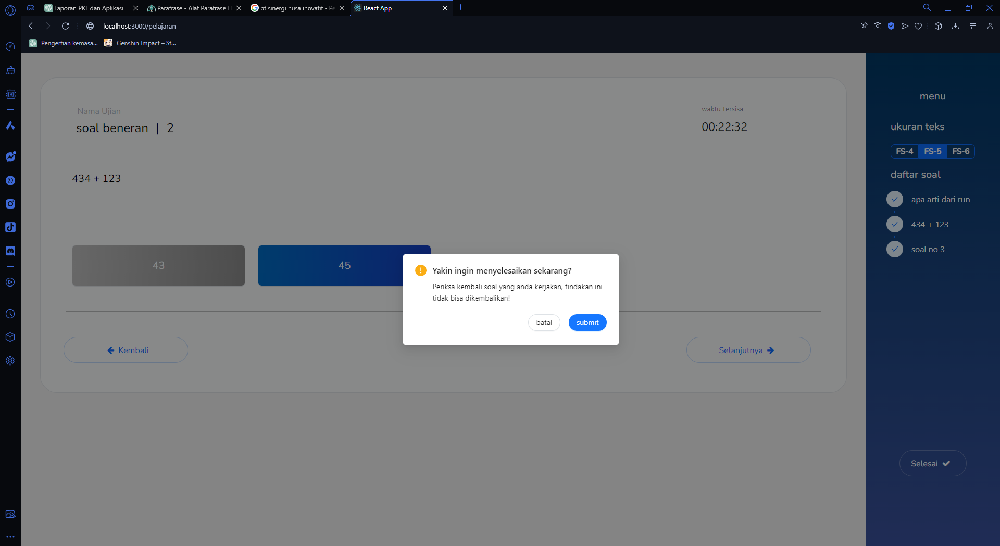 Laporan PKL dan Aplikasi
Parafrase - Alat Parafrase
pt sinergi nusa inovatif - Pe
React App
localhost:3000/pelajaran
Pengertian kemasa...
Genshin Impact – St...
Nama Ujian
soal beneran | 2
waktu tersisa
00:22:32
434 + 123
43
45
Yakin ingin menyelesaikan sekarang?
Periksa kembali soal yang anda kerjakan, tindakan ini
tidak bisa dikembalikan!
batal
submit
Kembali
Selanjutnya
menu
ukuran teks
FS-4 FS-5 FS-6
daftar soal
apa arti dari run
434 + 123
soal no 3
Selesai